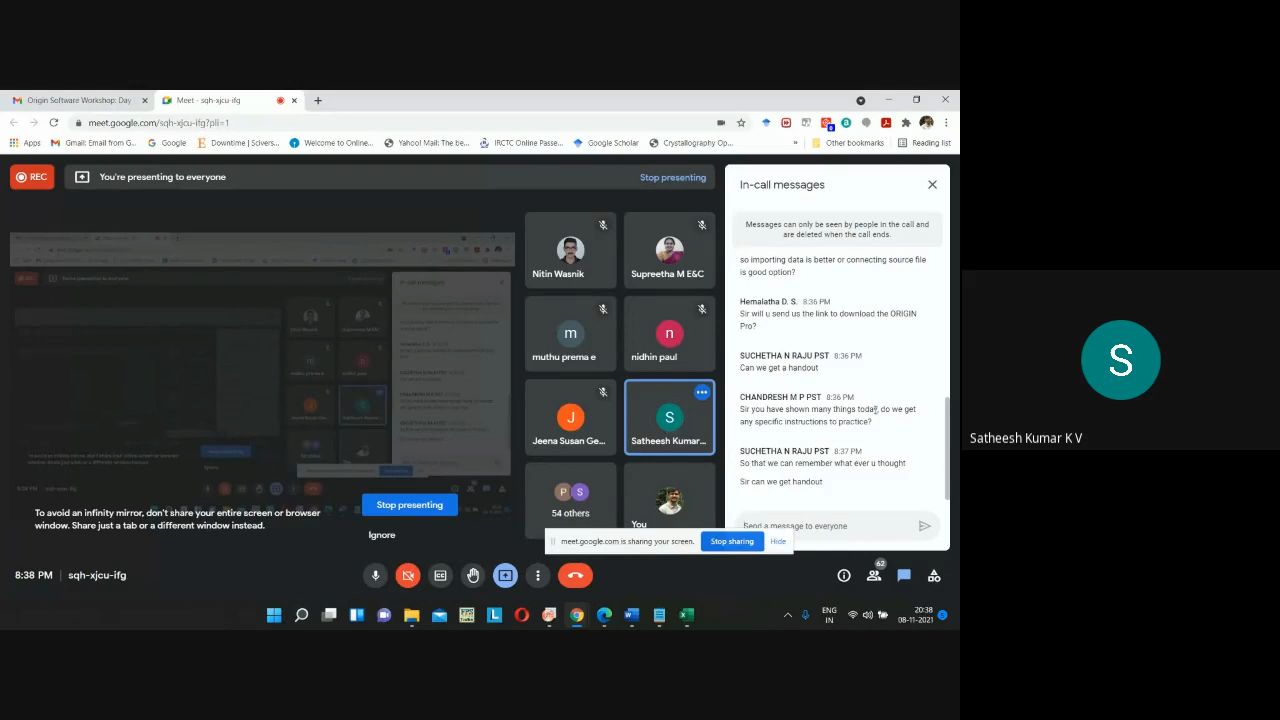 Origin Software Workshop: Day
Meet - sqh-xjcu-ifg
meet.google.com/sqh-xjcu-ifg?pli=1
Apps
Gmail: Email from G...
Google
Downtime | Scivers...
Welcome to Online...
Yahoo! Mail: The be...
IRCTC Online Passe...
Google Scholar
Crystallography Op...
»
Other bookmarks
Reading list
REC
You're presenting to everyone
Stop presenting
In-call messages
Messages can only be seen by people in the call and
are deleted when the call ends.
so importing data is better or connecting source file
is good option?
Hemalatha D. S. 8:36 PM
Sir will u send us the link to download the ORIGIN
Pro?
SUCHETHA N RAJU PST 8:36 PM
Can we get a handout
CHANDRESH M P PST 8:36 PM
Sir you have shown many things today, do we get
any specific instructions to practice?
SUCHETHA N RAJU PST 8:37 PM
So that we can remember what ever u thought
Sir can we get handout
Send a message to everyone
Nitin Wasnik
Supreetha M E&C
m
muthu prema e
n
nidhin paul
J
Jeena Susan Ge...
S
Satheesh Kumar...
P S
54 others
You
To avoid an infinity mirror, don't share your entire screen or browser
window. Share just a tab or a different window instead.
Stop presenting
Ignore
meet.google.com is sharing your screen.
Stop sharing
Hide
8:38 PM | sqh-xjcu-ifg
62
ENG
IN
20:38
08-11-2021
S
Satheesh Kumar K V